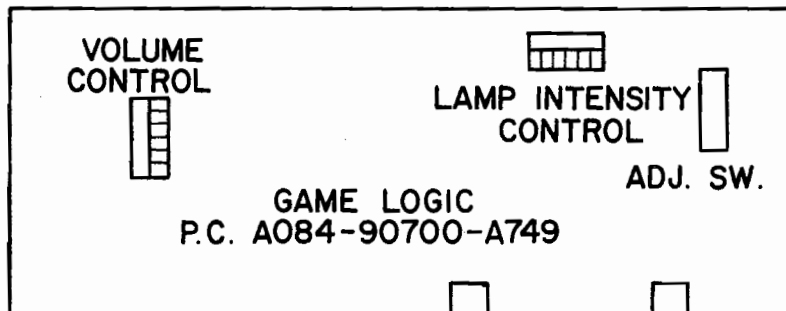 VOLUME
CONTROL
LAMP INTENSITY
CONTROL
ADJ. SW.
GAME LOGIC
P.C. A084-90700-A749